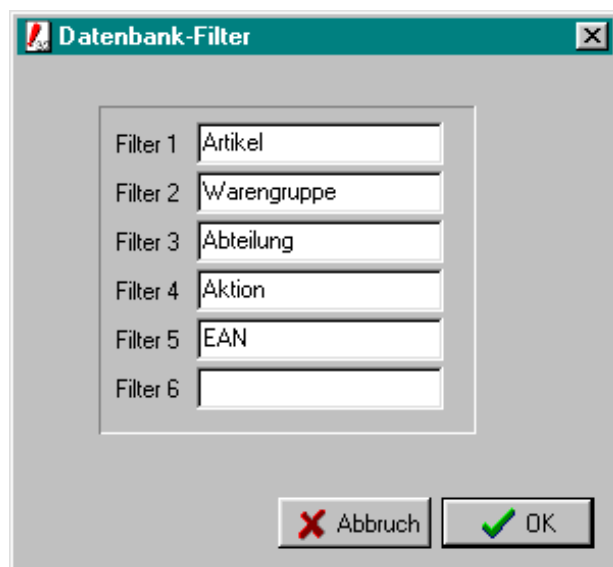 Datenbank-Filter
Filter 1 Artikel
Filter 2 Warengruppe
Filter 3 Abteilung
Filter 4 Aktion
Filter 5 EAN
Filter 6
Abbruch OK